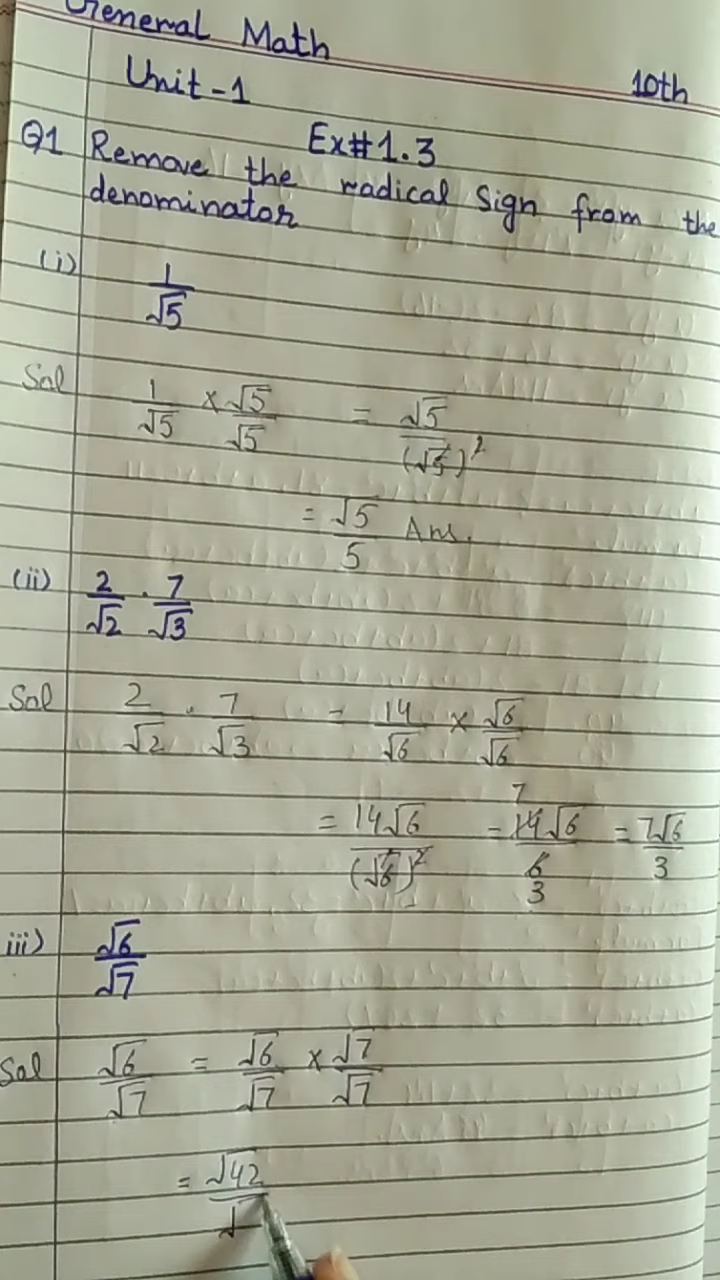 General Math
Unit-1 10th
Ex#1.3
Q1 Remove the radical Sign from the
denominator
(i) 1/√5
Sol 1/√5 × √5/√5 = √5/(√5)²
= √5/5 Ans.
(ii) 2/√2 · 7/√3
Sol 2/√2 · 7/√3 = 14/√6 × √6/√6
= 14√6/(√6)² = 7 14√6/6 3 = 7√6/3
iii) √6/√7
Sol √6/√7 = √6/√7 × √7/√7
= √42/√